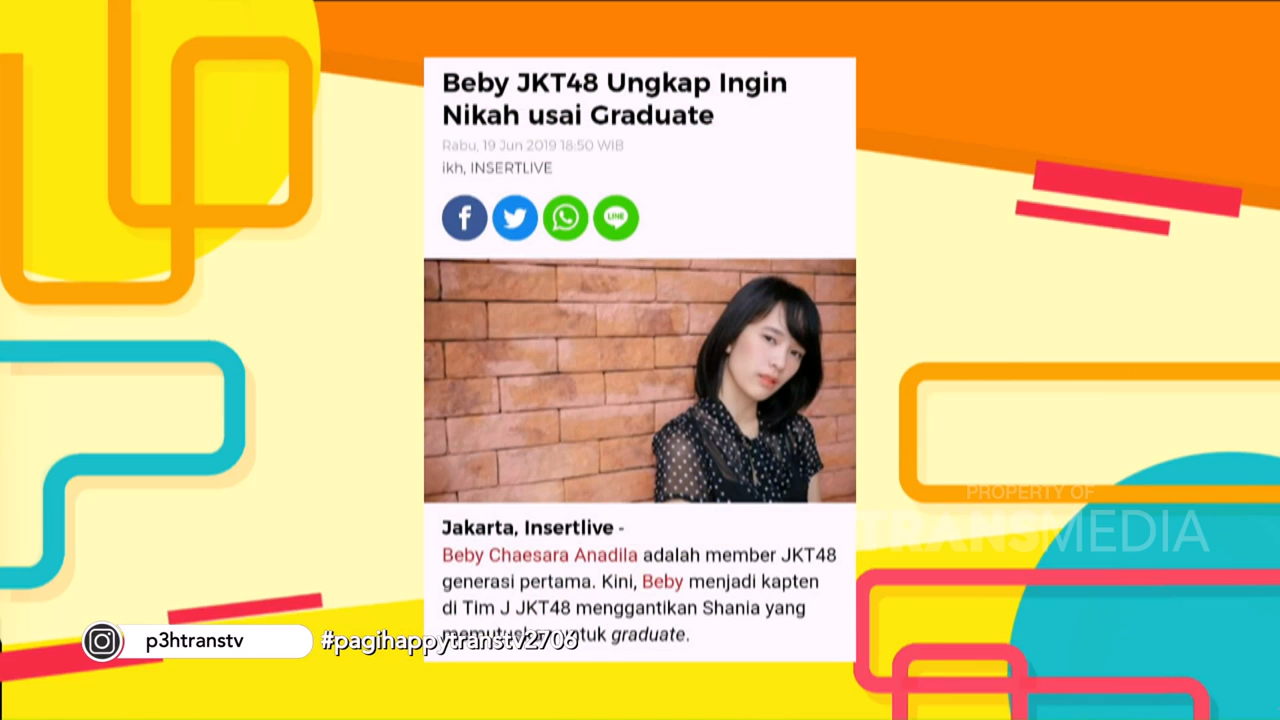 Beby JKT48 Ungkap Ingin
Nikah usai Graduate
Rabu, 19 Jun 2019 18:50 WIB
ikh, INSERTLIVE
LINE
Jakarta, Insertlive -
Beby Chaesara Anadila adalah member JKT48
generasi pertama. Kini, Beby menjadi kapten
di Tim J JKT48 menggantikan Shania yang
untuk graduate.
PROPERTY OF
TRANSMEDIA
p3htranstv
#pagihappytranstv2706